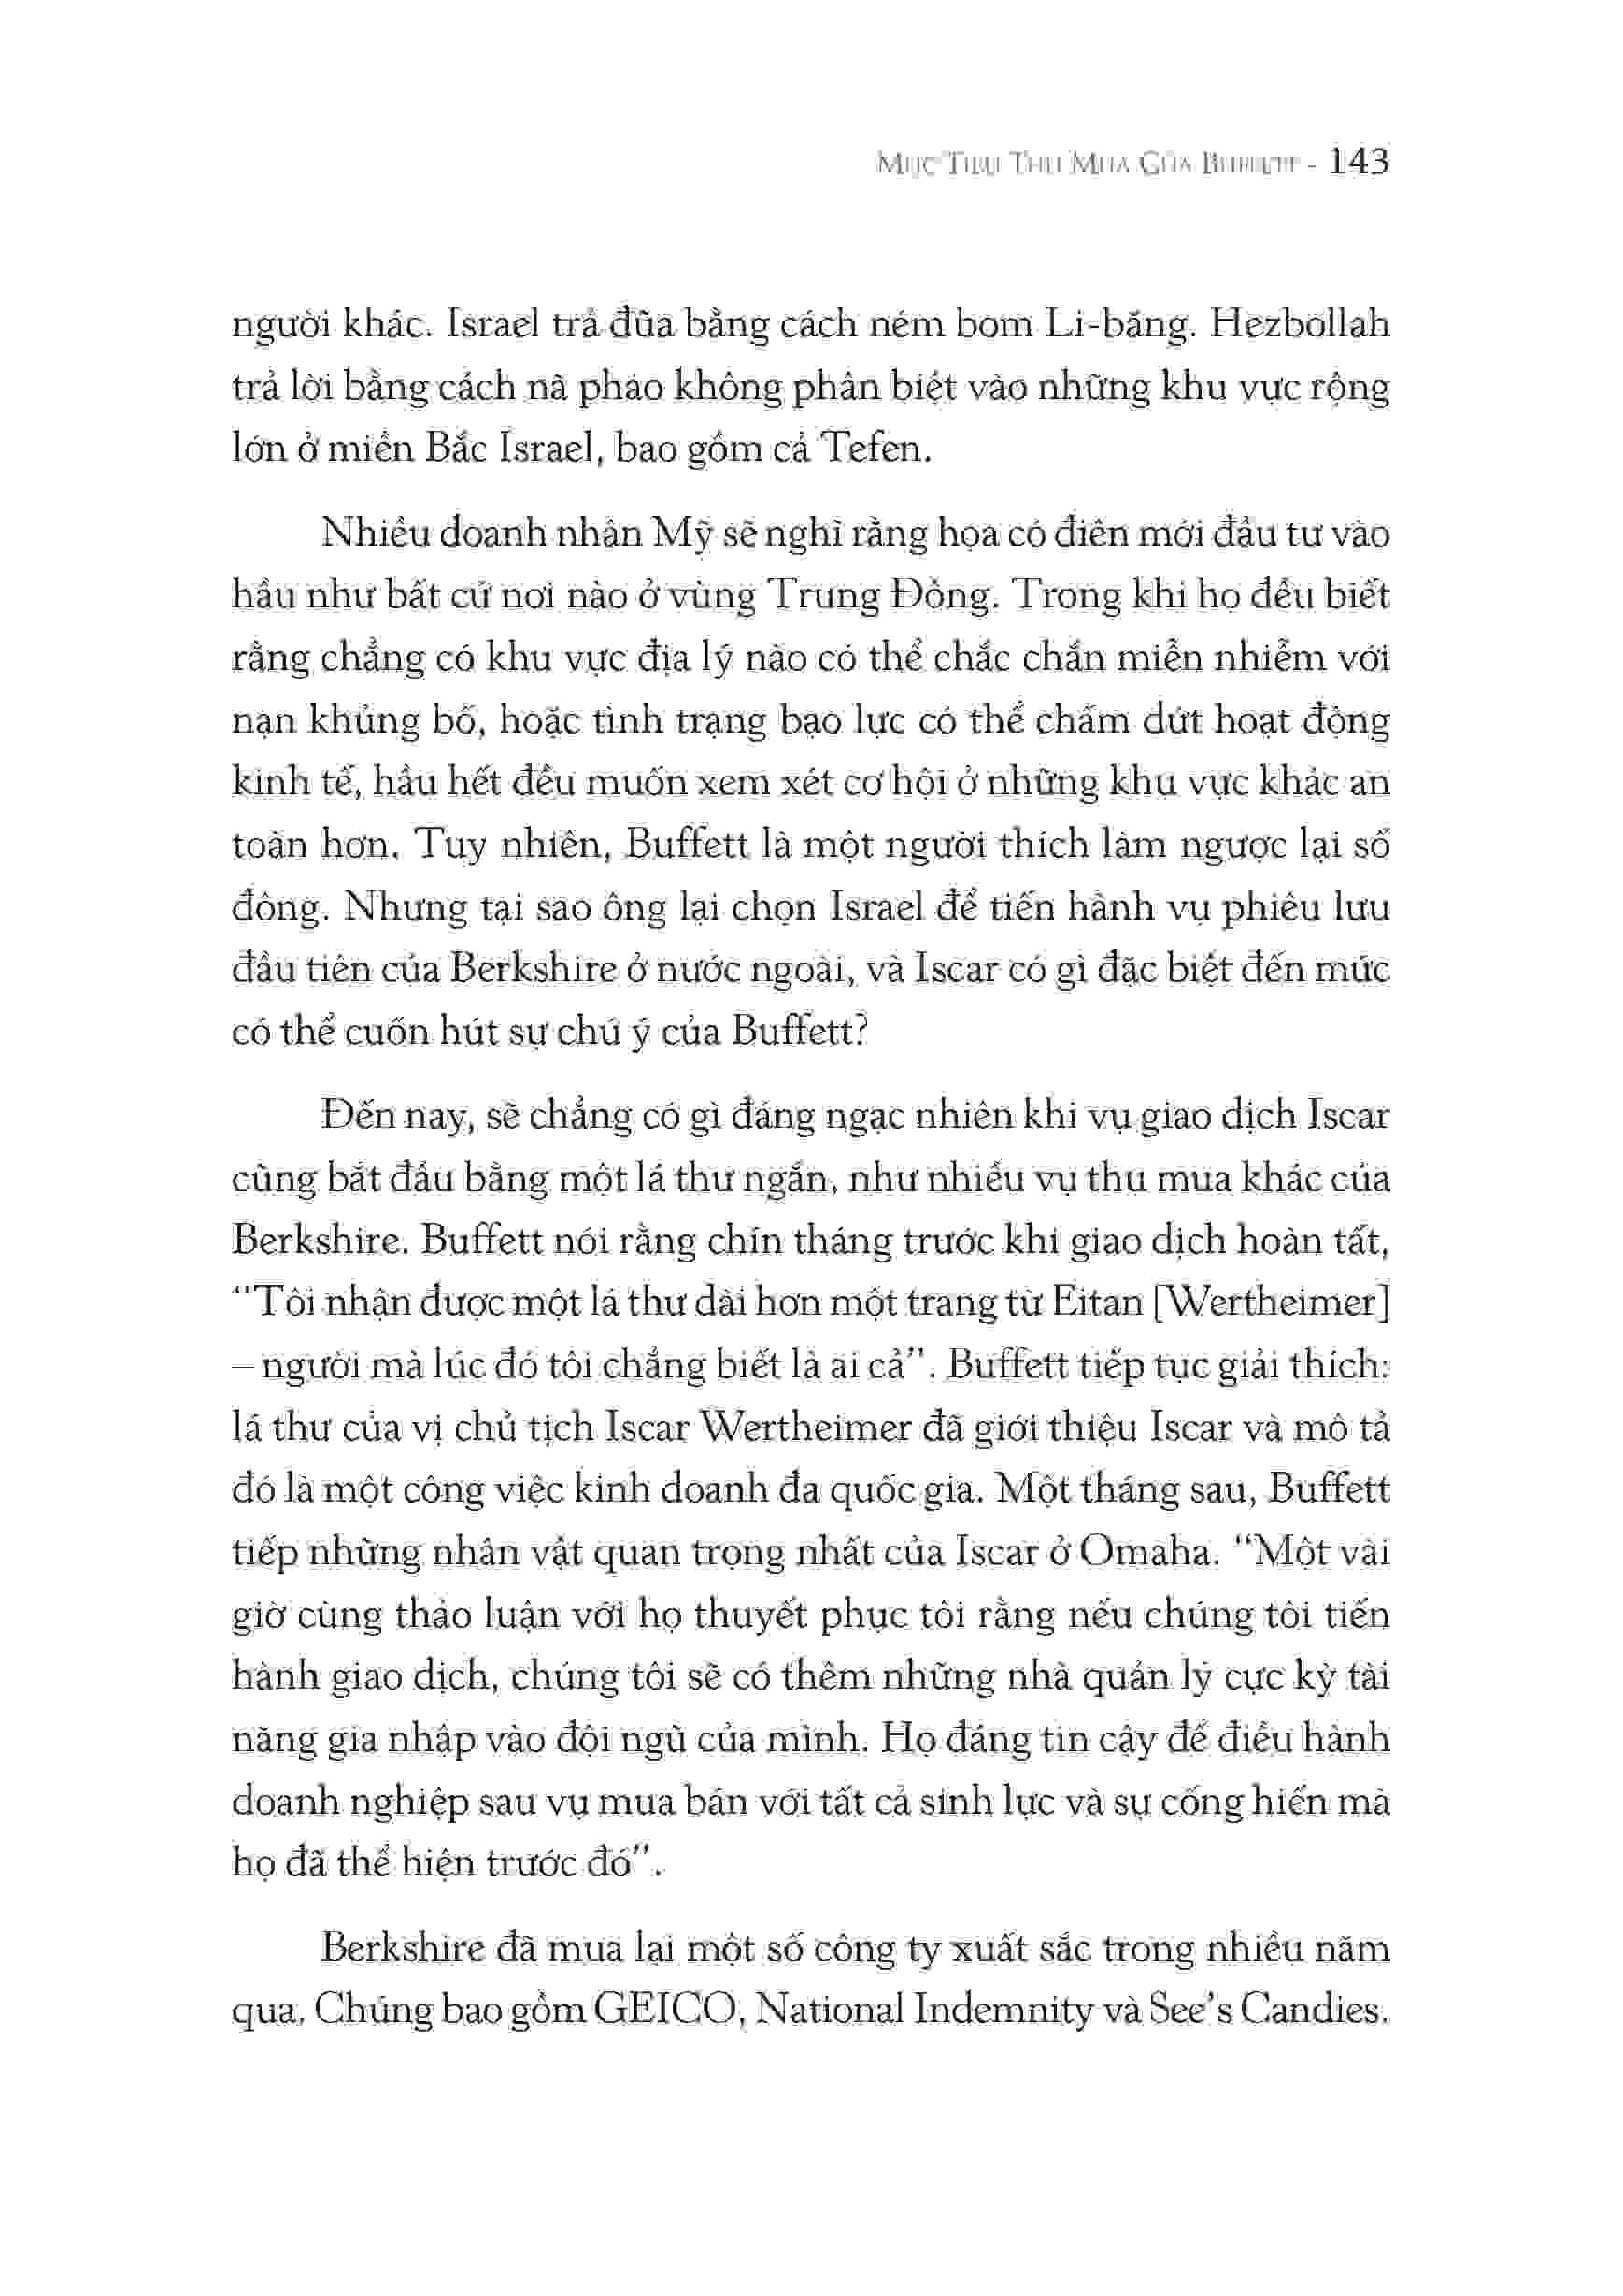 MỤC TIÊU THU MUA CỦA BUFFETT - 143
người khác. Israel trả đũa bằng cách ném bom Li-băng. Hezbollah
trả lời bằng cách nã pháo không phân biệt vào những khu vực rộng
lớn ở miền Bắc Israel, bao gồm cả Tefen.
Nhiều doanh nhân Mỹ sẽ nghĩ rằng họa có điên mới đầu tư vào
hầu như bất cứ nơi nào ở vùng Trung Đông. Trong khi họ đều biết
rằng chẳng có khu vực địa lý nào có thể chắc chắn miễn nhiễm với
nạn khủng bố, hoặc tình trạng bạo lực có thể chấm dứt hoạt động
kinh tế, hầu hết đều muốn xem xét cơ hội ở những khu vực khác an
toàn hơn. Tuy nhiên, Buffett là một người thích làm ngược lại số
đông. Nhưng tại sao ông lại chọn Israel để tiến hành vụ phiêu lưu
đầu tiên của Berkshire ở nước ngoài, và Iscar có gì đặc biệt đến mức
có thể cuốn hút sự chú ý của Buffett?
Đến nay, sẽ chẳng có gì đáng ngạc nhiên khi vụ giao dịch Iscar
cũng bắt đầu bằng một lá thư ngắn, như nhiều vụ thu mua khác của
Berkshire. Buffett nói rằng chín tháng trước khi giao dịch hoàn tất,
“Tôi nhận được một lá thư dài hơn một trang từ Eitan [Wertheimer]
– người mà lúc đó tôi chẳng biết là ai cả”. Buffett tiếp tục giải thích:
lá thư của vị chủ tịch Iscar Wertheimer đã giới thiệu Iscar và mô tả
đó là một công việc kinh doanh đa quốc gia. Một tháng sau, Buffett
tiếp những nhân vật quan trọng nhất của Iscar ở Omaha. “Một vài
giờ cùng thảo luận với họ thuyết phục tôi rằng nếu chúng tôi tiến
hành giao dịch, chúng tôi sẽ có thêm những nhà quản lý cực kỳ tài
năng gia nhập vào đội ngũ của mình. Họ đáng tin cậy để điều hành
doanh nghiệp sau vụ mua bán với tất cả sinh lực và sự cống hiến mà
họ đã thể hiện trước đó”.
Berkshire đã mua lại một số công ty xuất sắc trong nhiều năm
qua. Chúng bao gồm GEICO, National Indemnity và See’s Candies.